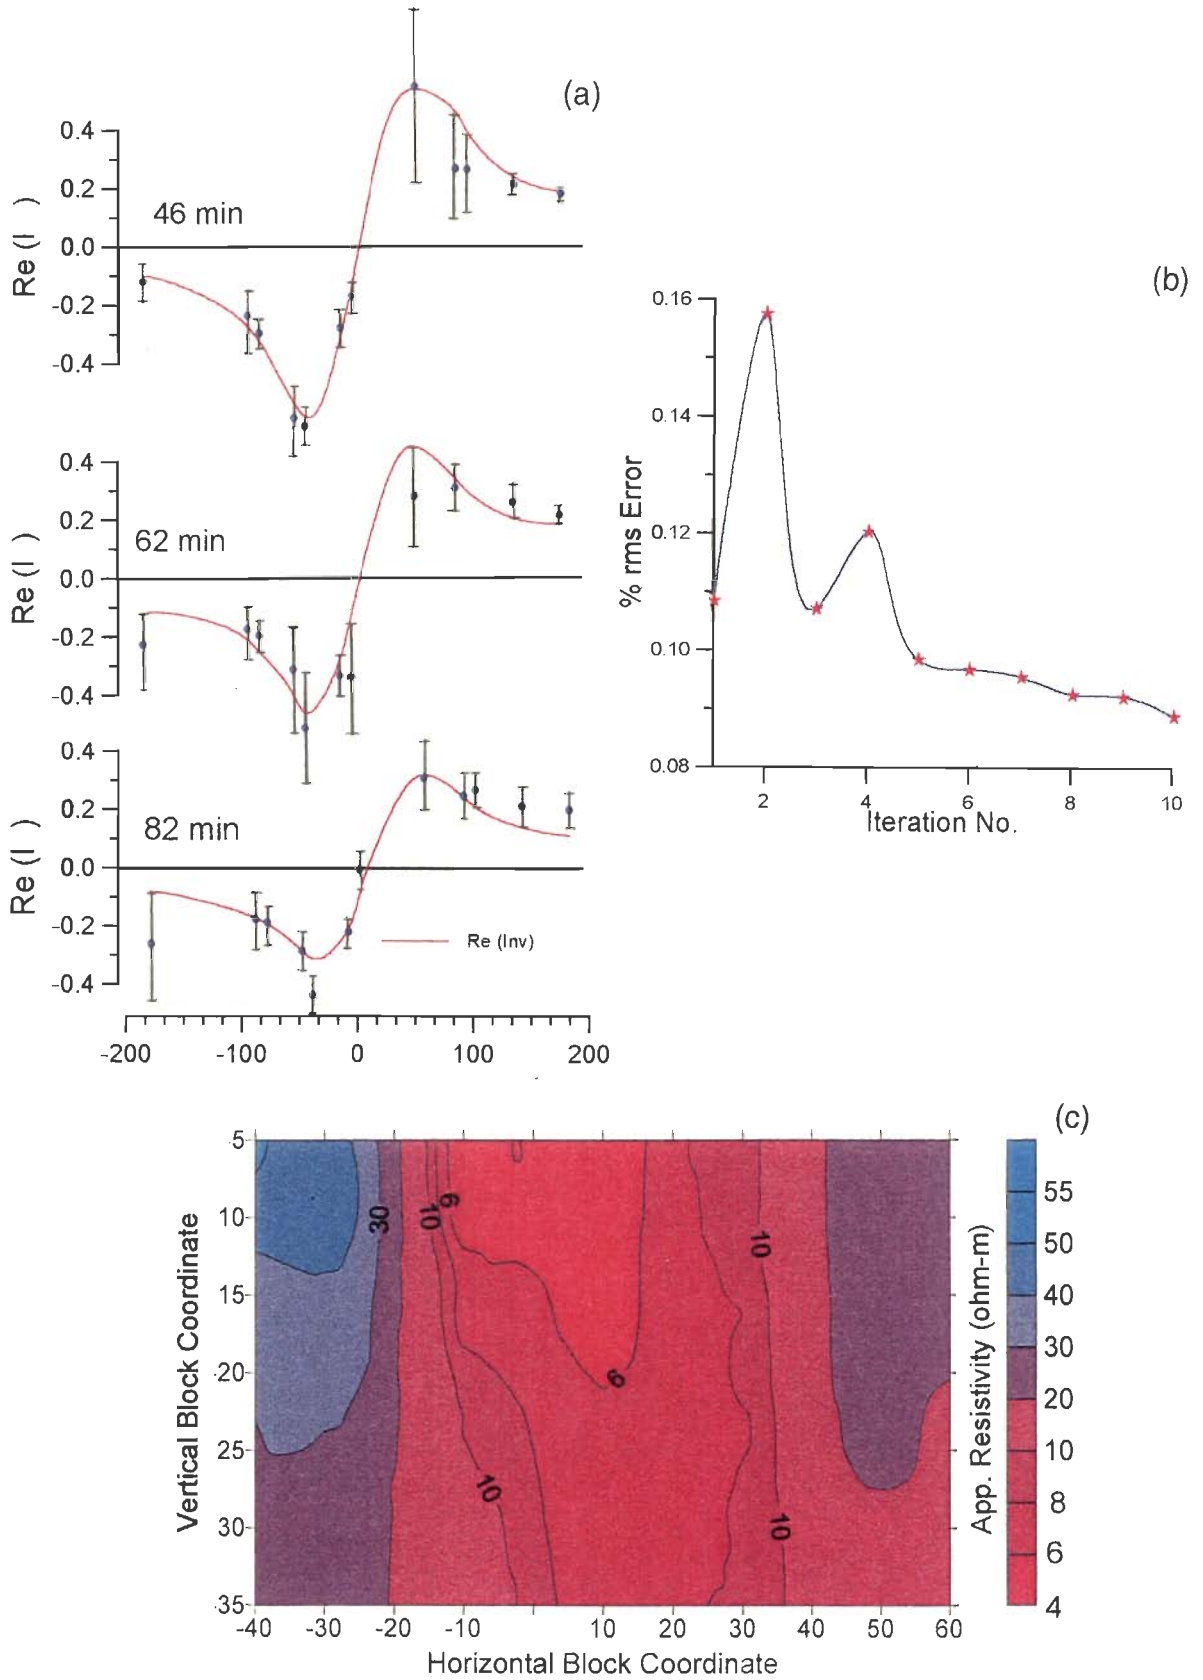 (a)
0.4
0.2
0.0
-0.2
-0.4
Re (I )
46 min
0.4
0.2
0.0
-0.2
-0.4
Re (I )
62 min
0.4
0.2
0.0
-0.2
-0.4
Re (I )
82 min
Re (Inv)
-200 -100 0 100 200
(b)
0.16
0.14
0.12
0.10
0.08
% rms Error
2 4 6 8 10
Iteration No.
(c)
5
10
15
20
25
30
35
Vertical Block Coordinate
30 10 6 10
6
10 10
-40 -30 -20 -10 10 20 30 40 50 60
Horizontal Block Coordinate
55
50
40
30
20
10
8
6
4
App. Resistivity (ohm-m)